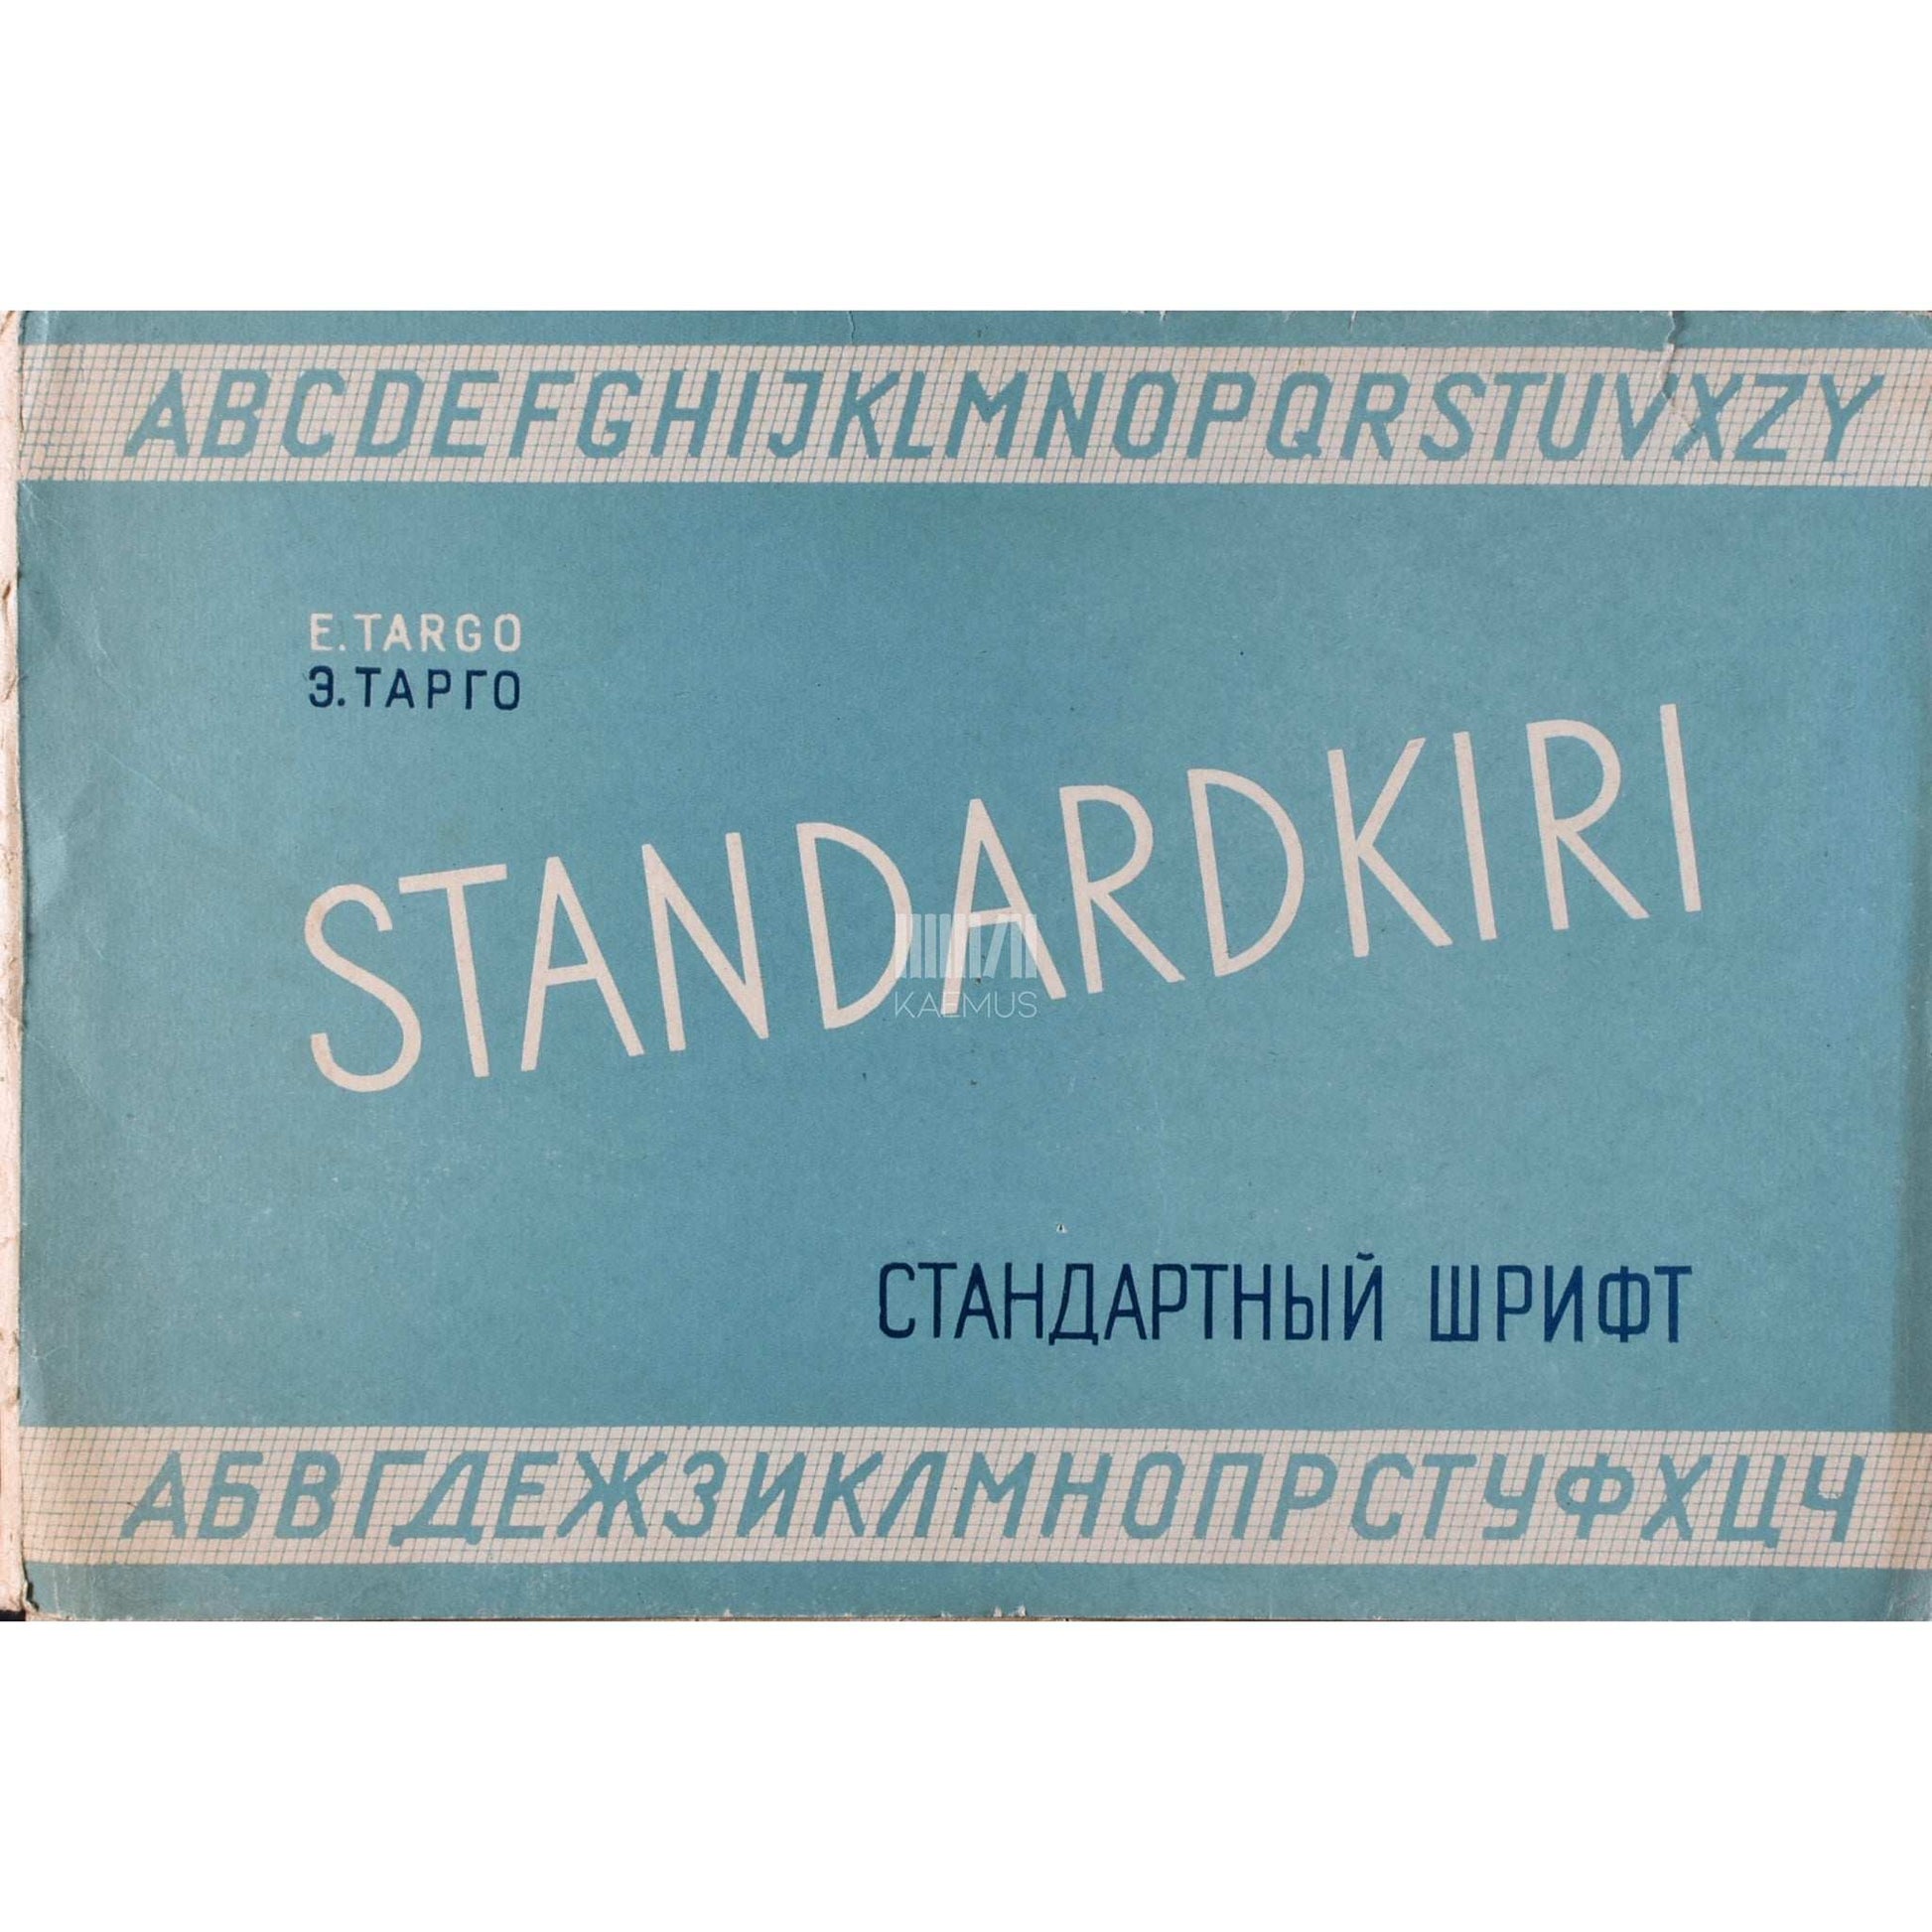 ABCDEFGHIJKLMNOPQRSTUVXZY
E.TARGO
Э.ТАРГО
STANDARDKIRI
KAEMUS
СТАНДАРТНЫЙ ШРИФТ
АБВГДЕЖЗИКЛМНОПРСТУФХЦЧ